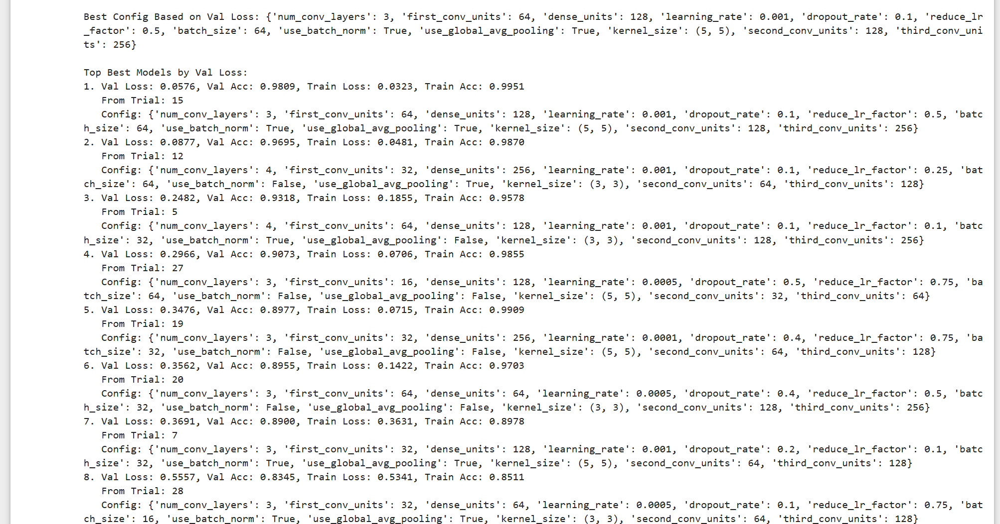 Best Config Based on Val Loss: {'num_conv_layers': 3, 'first_conv_units': 64, 'dense_units': 128, 'learning_rate': 0.001, 'dropout_rate': 0.1, 'reduce_lr
_factor': 0.5, 'batch_size': 64, 'use_batch_norm': True, 'use_global_avg_pooling': True, 'kernel_size': (5, 5), 'second_conv_units': 128, 'third_conv_uni
ts': 256}

Top Best Models by Val Loss:
1. Val Loss: 0.0576, Val Acc: 0.9809, Train Loss: 0.0323, Train Acc: 0.9951
   From Trial: 15
   Config: {'num_conv_layers': 3, 'first_conv_units': 64, 'dense_units': 128, 'learning_rate': 0.001, 'dropout_rate': 0.1, 'reduce_lr_factor': 0.5, 'batc
h_size': 64, 'use_batch_norm': True, 'use_global_avg_pooling': True, 'kernel_size': (5, 5), 'second_conv_units': 128, 'third_conv_units': 256}
2. Val Loss: 0.0877, Val Acc: 0.9695, Train Loss: 0.0481, Train Acc: 0.9870
   From Trial: 12
   Config: {'num_conv_layers': 4, 'first_conv_units': 32, 'dense_units': 256, 'learning_rate': 0.001, 'dropout_rate': 0.1, 'reduce_lr_factor': 0.25, 'bat
ch_size': 64, 'use_batch_norm': False, 'use_global_avg_pooling': True, 'kernel_size': (3, 3), 'second_conv_units': 64, 'third_conv_units': 128}
3. Val Loss: 0.2482, Val Acc: 0.9318, Train Loss: 0.1855, Train Acc: 0.9578
   From Trial: 5
   Config: {'num_conv_layers': 4, 'first_conv_units': 64, 'dense_units': 128, 'learning_rate': 0.001, 'dropout_rate': 0.1, 'reduce_lr_factor': 0.1, 'batc
h_size': 32, 'use_batch_norm': True, 'use_global_avg_pooling': False, 'kernel_size': (3, 3), 'second_conv_units': 128, 'third_conv_units': 256}
4. Val Loss: 0.2966, Val Acc: 0.9073, Train Loss: 0.0706, Train Acc: 0.9855
   From Trial: 27
   Config: {'num_conv_layers': 3, 'first_conv_units': 16, 'dense_units': 128, 'learning_rate': 0.0005, 'dropout_rate': 0.5, 'reduce_lr_factor': 0.75, 'ba
tch_size': 64, 'use_batch_norm': False, 'use_global_avg_pooling': False, 'kernel_size': (5, 5), 'second_conv_units': 32, 'third_conv_units': 64}
5. Val Loss: 0.3476, Val Acc: 0.8977, Train Loss: 0.0715, Train Acc: 0.9909
   From Trial: 19
   Config: {'num_conv_layers': 3, 'first_conv_units': 32, 'dense_units': 256, 'learning_rate': 0.0001, 'dropout_rate': 0.4, 'reduce_lr_factor': 0.75, 'ba
tch_size': 32, 'use_batch_norm': False, 'use_global_avg_pooling': False, 'kernel_size': (5, 5), 'second_conv_units': 64, 'third_conv_units': 128}
6. Val Loss: 0.3562, Val Acc: 0.8955, Train Loss: 0.1422, Train Acc: 0.9703
   From Trial: 20
   Config: {'num_conv_layers': 3, 'first_conv_units': 64, 'dense_units': 64, 'learning_rate': 0.0005, 'dropout_rate': 0.4, 'reduce_lr_factor': 0.5, 'batc
h_size': 32, 'use_batch_norm': False, 'use_global_avg_pooling': False, 'kernel_size': (3, 3), 'second_conv_units': 128, 'third_conv_units': 256}
7. Val Loss: 0.3691, Val Acc: 0.8900, Train Loss: 0.3631, Train Acc: 0.8978
   From Trial: 7
   Config: {'num_conv_layers': 3, 'first_conv_units': 32, 'dense_units': 128, 'learning_rate': 0.001, 'dropout_rate': 0.2, 'reduce_lr_factor': 0.1, 'batc
h_size': 32, 'use_batch_norm': True, 'use_global_avg_pooling': True, 'kernel_size': (5, 5), 'second_conv_units': 64, 'third_conv_units': 128}
8. Val Loss: 0.5557, Val Acc: 0.8345, Train Loss: 0.5341, Train Acc: 0.8511
   From Trial: 28
   Config: {'num_conv_layers': 3, 'first_conv_units': 32, 'dense_units': 64, 'learning_rate': 0.0005, 'dropout_rate': 0.1, 'reduce_lr_factor': 0.75, 'bat
ch_size': 16, 'use_batch_norm': True, 'use_global_avg_pooling': True, 'kernel_size': (3, 3), 'second_conv_units': 64, 'third_conv_units': 128}